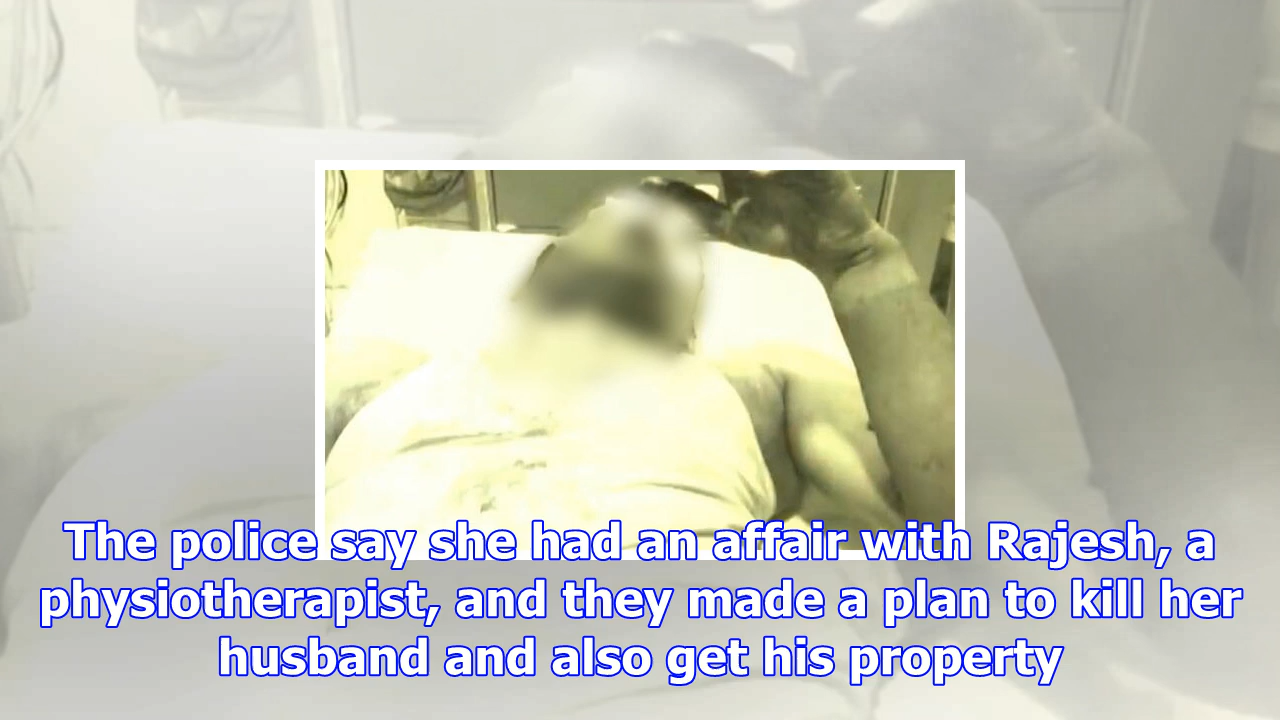 The police say she had an affair with Rajesh, a
physiotherapist, and they made a plan to kill her
husband and also get his property